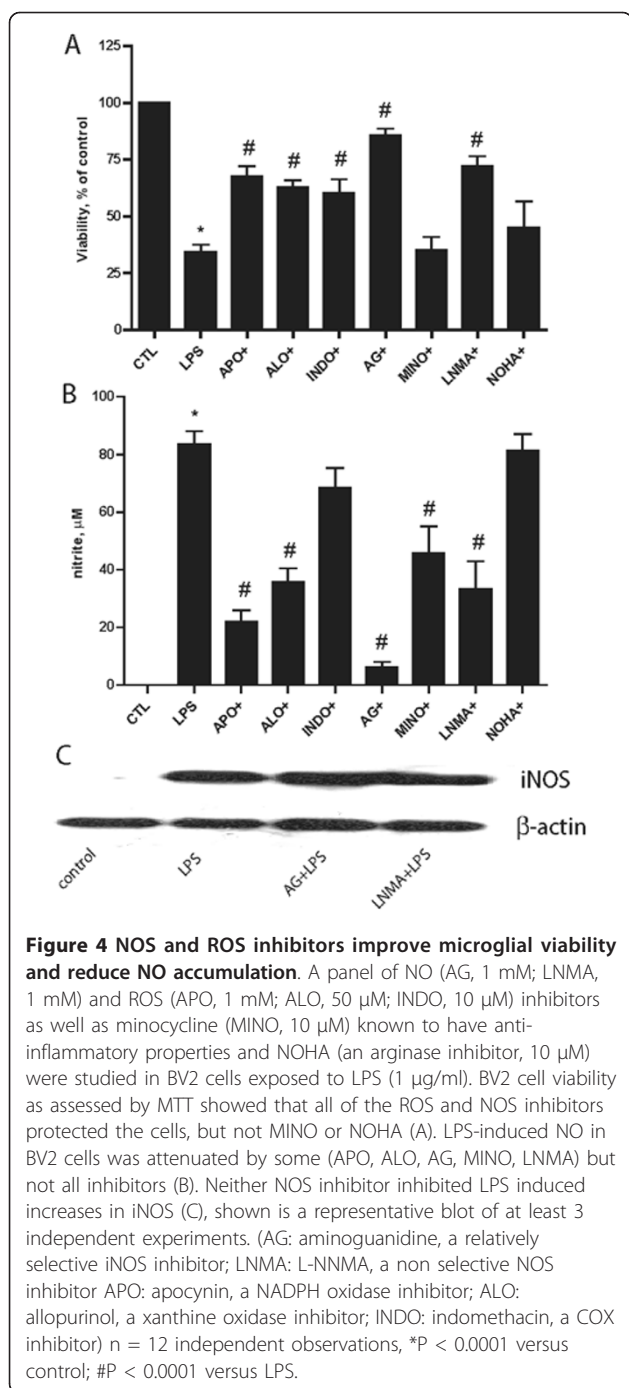 A
125
100
75
50
25
0
Viability, % of control
*
#
#
#
#
#
CTL
LPS
APO+
ALO+
INDO+
AG+
MINO+
LNMA+
NOHA+
B
100
80
60
40
20
0
nitrite, µM
*
#
#
#
#
#
CTL
LPS
APO+
ALO+
INDO+
AG+
MINO+
LNMA+
NOHA+
C
iNOS
β-actin
control
LPS
AG+LPS
LNMA+LPS
Figure 4 NOS and ROS inhibitors improve microglial viability
and reduce NO accumulation. A panel of NO (AG, 1 mM; LNMA,
1 mM) and ROS (APO, 1 mM; ALO, 50 µM; INDO, 10 µM) inhibitors
as well as minocycline (MINO, 10 µM) known to have anti-
inflammatory properties and NOHA (an arginase inhibitor, 10 µM)
were studied in BV2 cells exposed to LPS (1 µg/ml). BV2 cell viability
as assessed by MTT showed that all of the ROS and NOS inhibitors
protected the cells, but not MINO or NOHA (A). LPS-induced NO in
BV2 cells was attenuated by some (APO, ALO, AG, MINO, LNMA) but
not all inhibitors (B). Neither NOS inhibitor inhibited LPS induced
increases in iNOS (C), shown is a representative blot of at least 3
independent experiments. (AG: aminoguanidine, a relatively
selective iNOS inhibitor; LNMA: L-NNMA, a non selective NOS
inhibitor APO: apocynin, a NADPH oxidase inhibitor; ALO:
allopurinol, a xanthine oxidase inhibitor; INDO: indomethacin, a COX
inhibitor) n = 12 independent observations, *P < 0.0001 versus
control; #P < 0.0001 versus LPS.